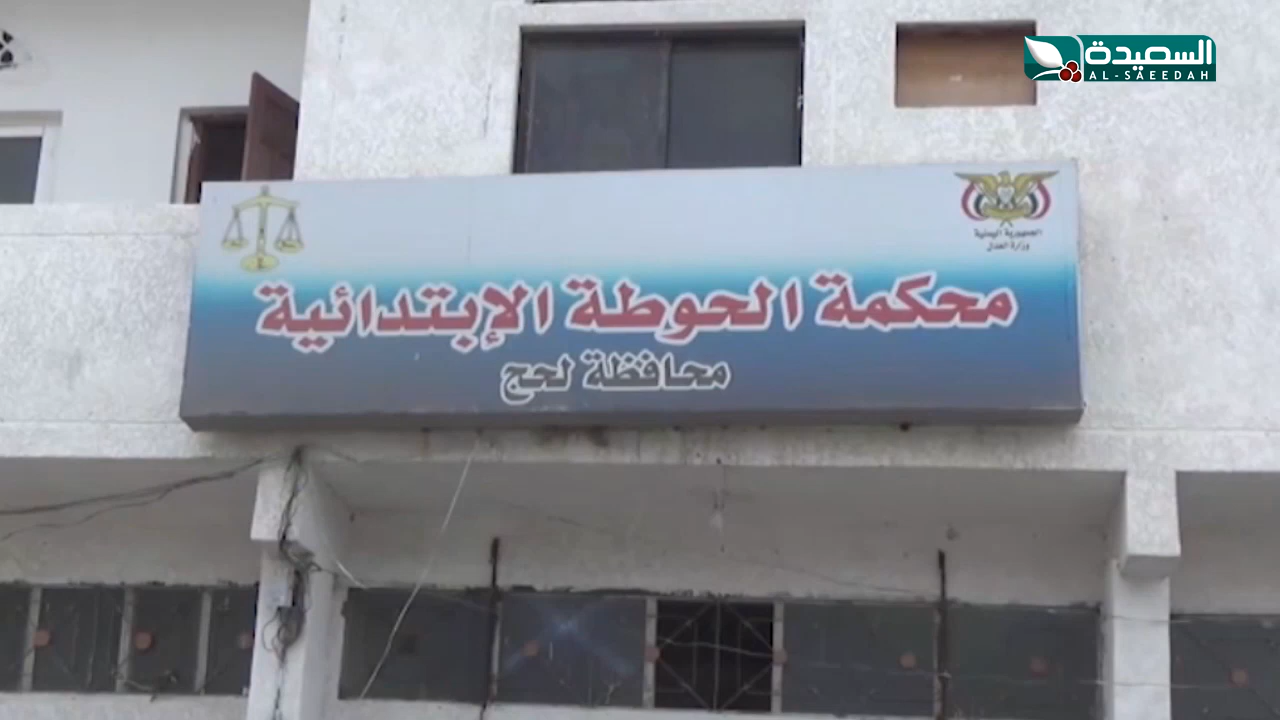 السعيدة
AL-SAEEDAH
الجمهورية اليمنية
وزارة العدل
محكمة الحوطة الإبتدائية
محافظة لحج